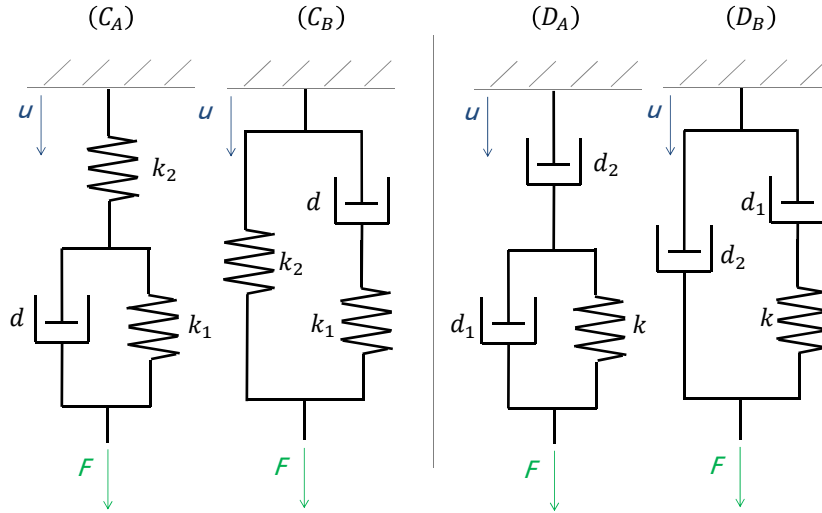 (C_A)
(C_B)
(D_A)
(D_B)
u
u
u
u
k_2
d_2
d
d_1
k_2
d_2
d
k_1
k_1
d_1
k
k
F
F
F
F